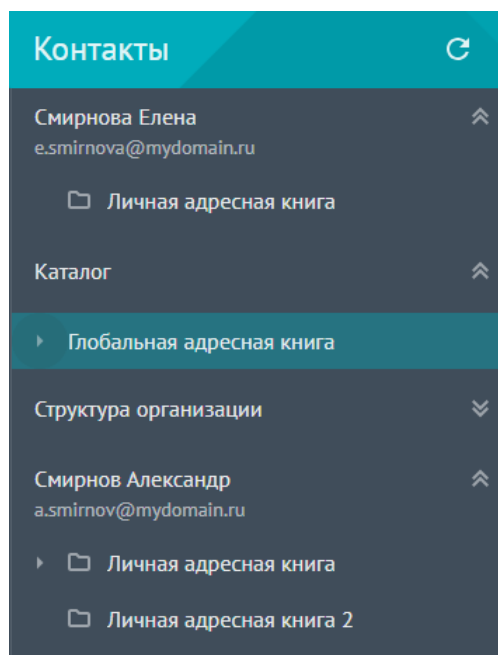 Контакты
Смирнова Елена
e.smirnova@mydomain.ru
Личная адресная книга
Каталог
Глобальная адресная книга
Структура организации
Смирнов Александр
a.smirnov@mydomain.ru
Личная адресная книга
Личная адресная книга 2